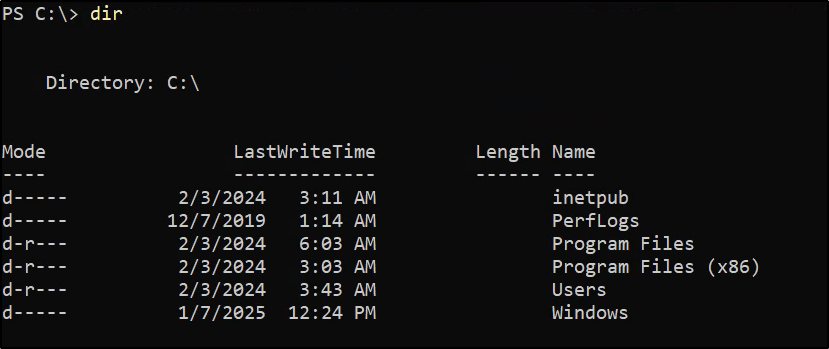 PS C:\> dir
Directory: C:\
Mode LastWriteTime Length Name
---- ------------- ------ ----
d----- 2/3/2024 3:11 AM inetpub
d----- 12/7/2019 1:14 AM PerfLogs
d-r--- 2/3/2024 6:03 AM Program Files
d-r--- 2/3/2024 3:03 AM Program Files (x86)
d-r--- 2/3/2024 3:43 AM Users
d----- 1/7/2025 12:24 PM Windows